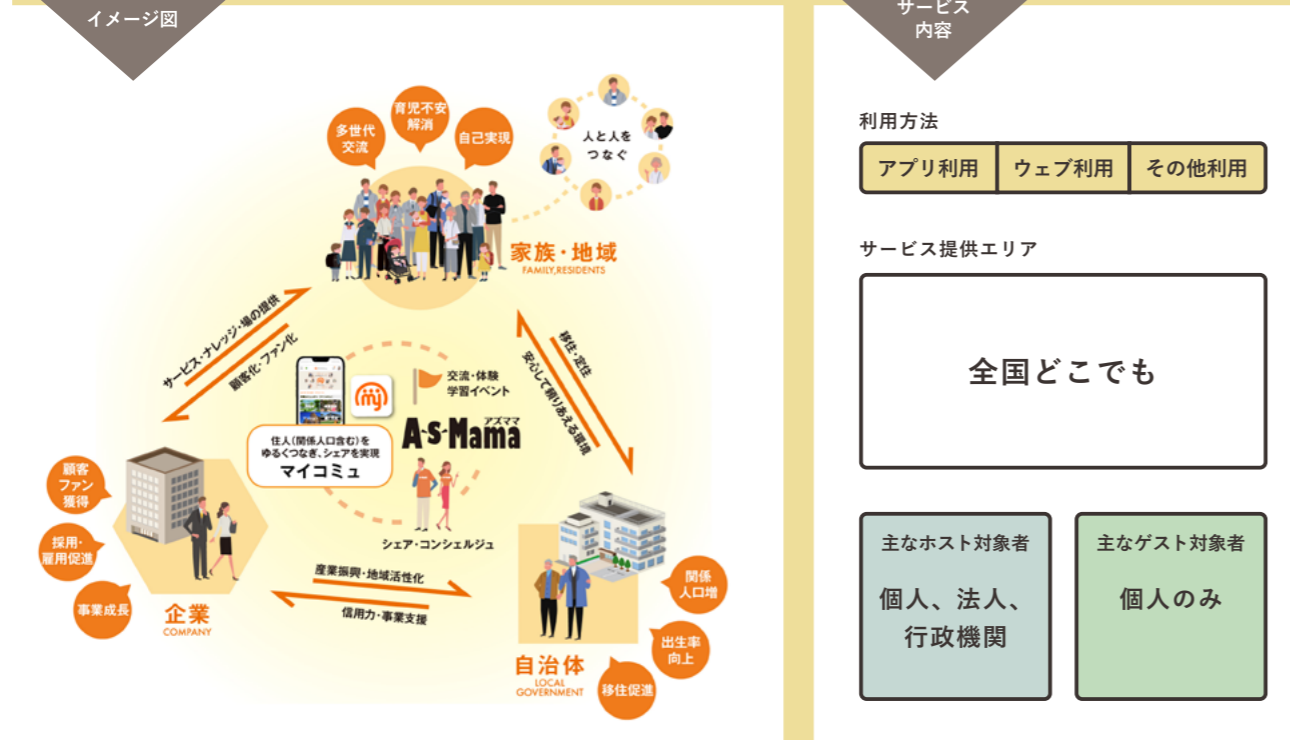 イメージ図
育児不安
解消
多世代
交流
自己実現
人と人を
つなぐ
家族・地域
FAMILY,RESIDENTS
サービス・ナレッジ・場の提供
顧客化・ファン化
移住・定住
安心して頼りあえる環境
my
交流・体験
学習イベント
アズママ
A-s-Mama
住人(関係人口含む)を
ゆるくつなぎ、シェアを実現
マイコミュ
シェア・コンシェルジュ
顧客
ファン
獲得
採用・
雇用促進
事業成長
企業
COMPANY
産業振興・地域活性化
信用力・事業支援
関係
人口増
出生率
向上
移住促進
自治体
LOCAL
GOVERNMENT
サービス
内容
利用方法
アプリ利用 ウェブ利用 その他利用
サービス提供エリア
全国どこでも
主なホスト対象者
個人、法人、
行政機関
主なゲスト対象者
個人のみ